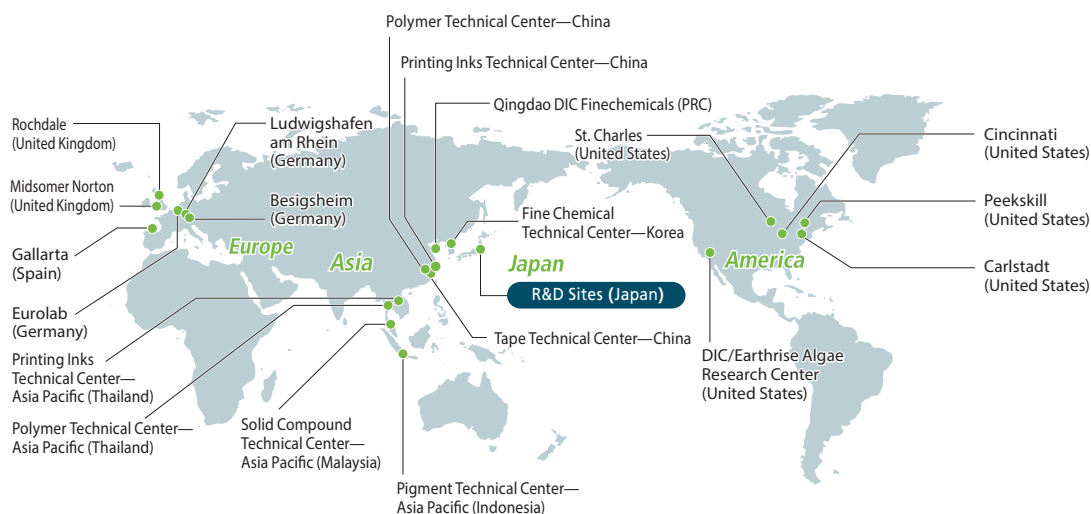 Polymer Technical Center—China
Printing Inks Technical Center—China
Qingdao DIC Finechemicals (PRC)
Rochdale
(United Kingdom)
Ludwigshafen
am Rhein
(Germany)
St. Charles
(United States)
Cincinnati
(United States)
Midsomer Norton
(United Kingdom)
Besigsheim
(Germany)
Fine Chemical
Technical Center—Korea
Peekskill
(United States)
Gallarta
(Spain)
Europe
Asia
Japan
America
R&D Sites (Japan)
Carlstadt
(United States)
Eurolab
(Germany)
Tape Technical Center—China
Printing Inks
Technical Center—
Asia Pacific (Thailand)
DIC/Earthrise Algae
Research Center
(United States)
Polymer Technical Center—
Asia Pacific (Thailand)
Solid Compound
Technical Center—
Asia Pacific (Malaysia)
Pigment Technical Center—
Asia Pacific (Indonesia)